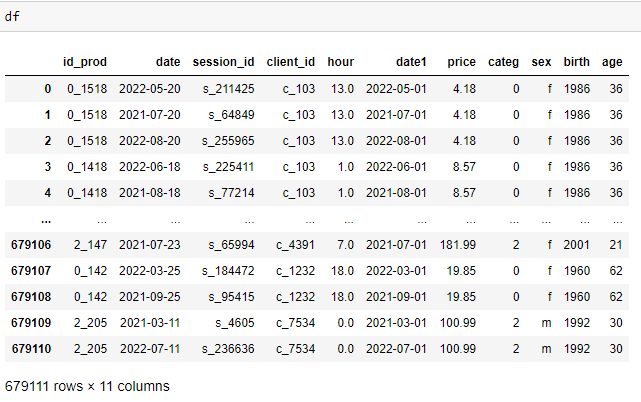 df
id_prod date session_id client_id hour date1 price categ sex birth age
0 0_1518 2022-05-20 s_211425 c_103 13.0 2022-05-01 4.18 0 f 1986 36
1 0_1518 2021-07-20 s_64849 c_103 13.0 2021-07-01 4.18 0 f 1986 36
2 0_1518 2022-08-20 s_255965 c_103 13.0 2022-08-01 4.18 0 f 1986 36
3 0_1418 2022-06-18 s_225411 c_103 1.0 2022-06-01 8.57 0 f 1986 36
4 0_1418 2021-08-18 s_77214 c_103 1.0 2021-08-01 8.57 0 f 1986 36
... ... ... ... ... ... ... ... ... ... ... ...
679106 2_147 2021-07-23 s_65994 c_4391 7.0 2021-07-01 181.99 2 f 2001 21
679107 0_142 2022-03-25 s_184472 c_1232 18.0 2022-03-01 19.85 0 f 1960 62
679108 0_142 2021-09-25 s_95415 c_1232 18.0 2021-09-01 19.85 0 f 1960 62
679109 2_205 2021-03-11 s_4605 c_7534 0.0 2021-03-01 100.99 2 m 1992 30
679110 2_205 2022-07-11 s_236636 c_7534 0.0 2022-07-01 100.99 2 m 1992 30
679111 rows × 11 columns